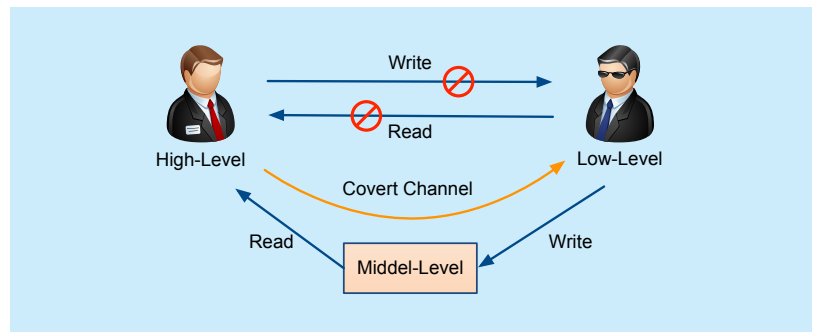 Write
Read
High-Level
Low-Level
Covert Channel
Read
Write
Middel-Level